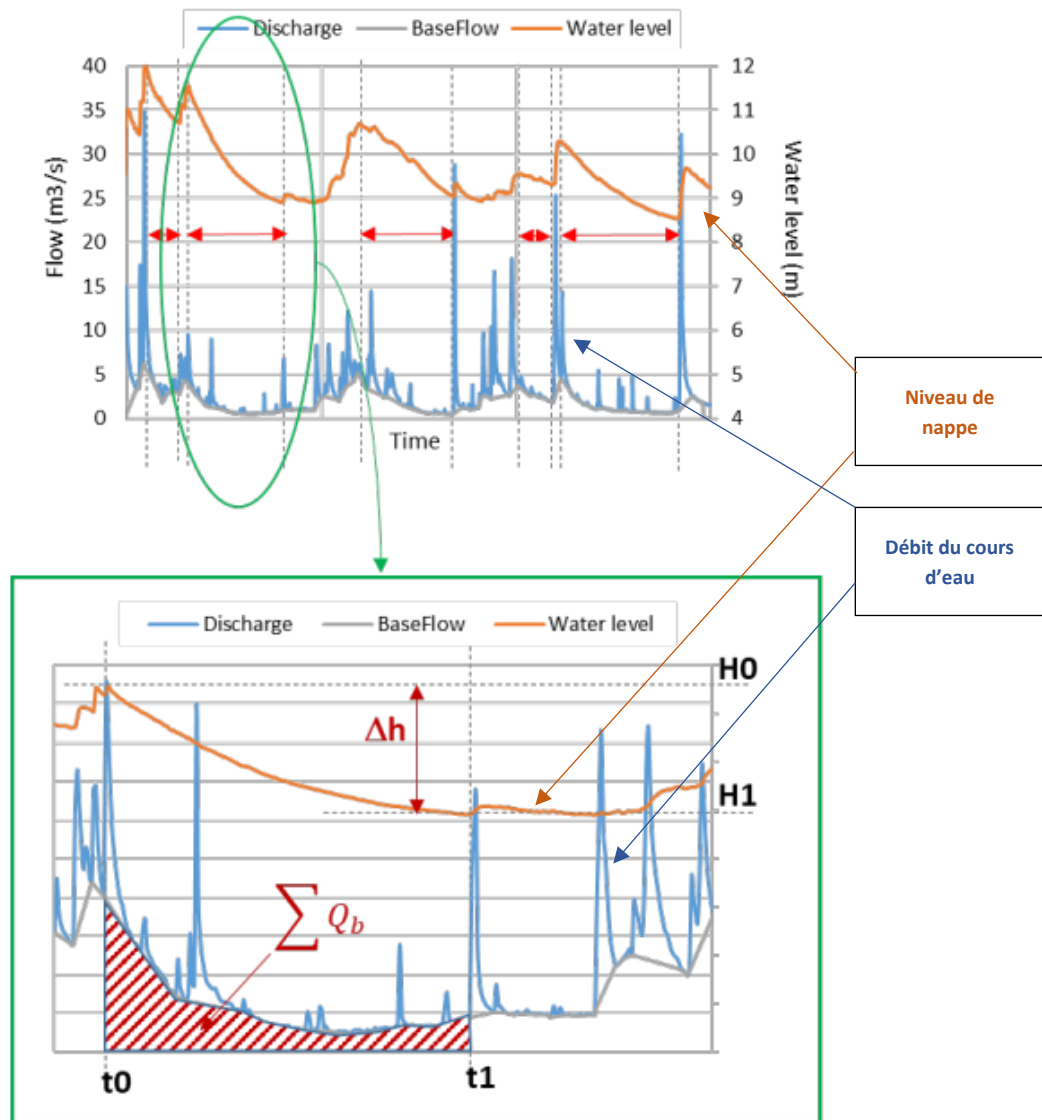 Discharge BaseFlow Water level
Flow (m3/s)
40
35
30
25
20
15
10
5
0
12
11
10
9
8
7
6
5
4
Water level (m)
Time
Niveau de
nappe
Débit du cours
d'eau
Discharge BaseFlow Water level
H0
Δh
H1
∑ Q_b
t0
t1